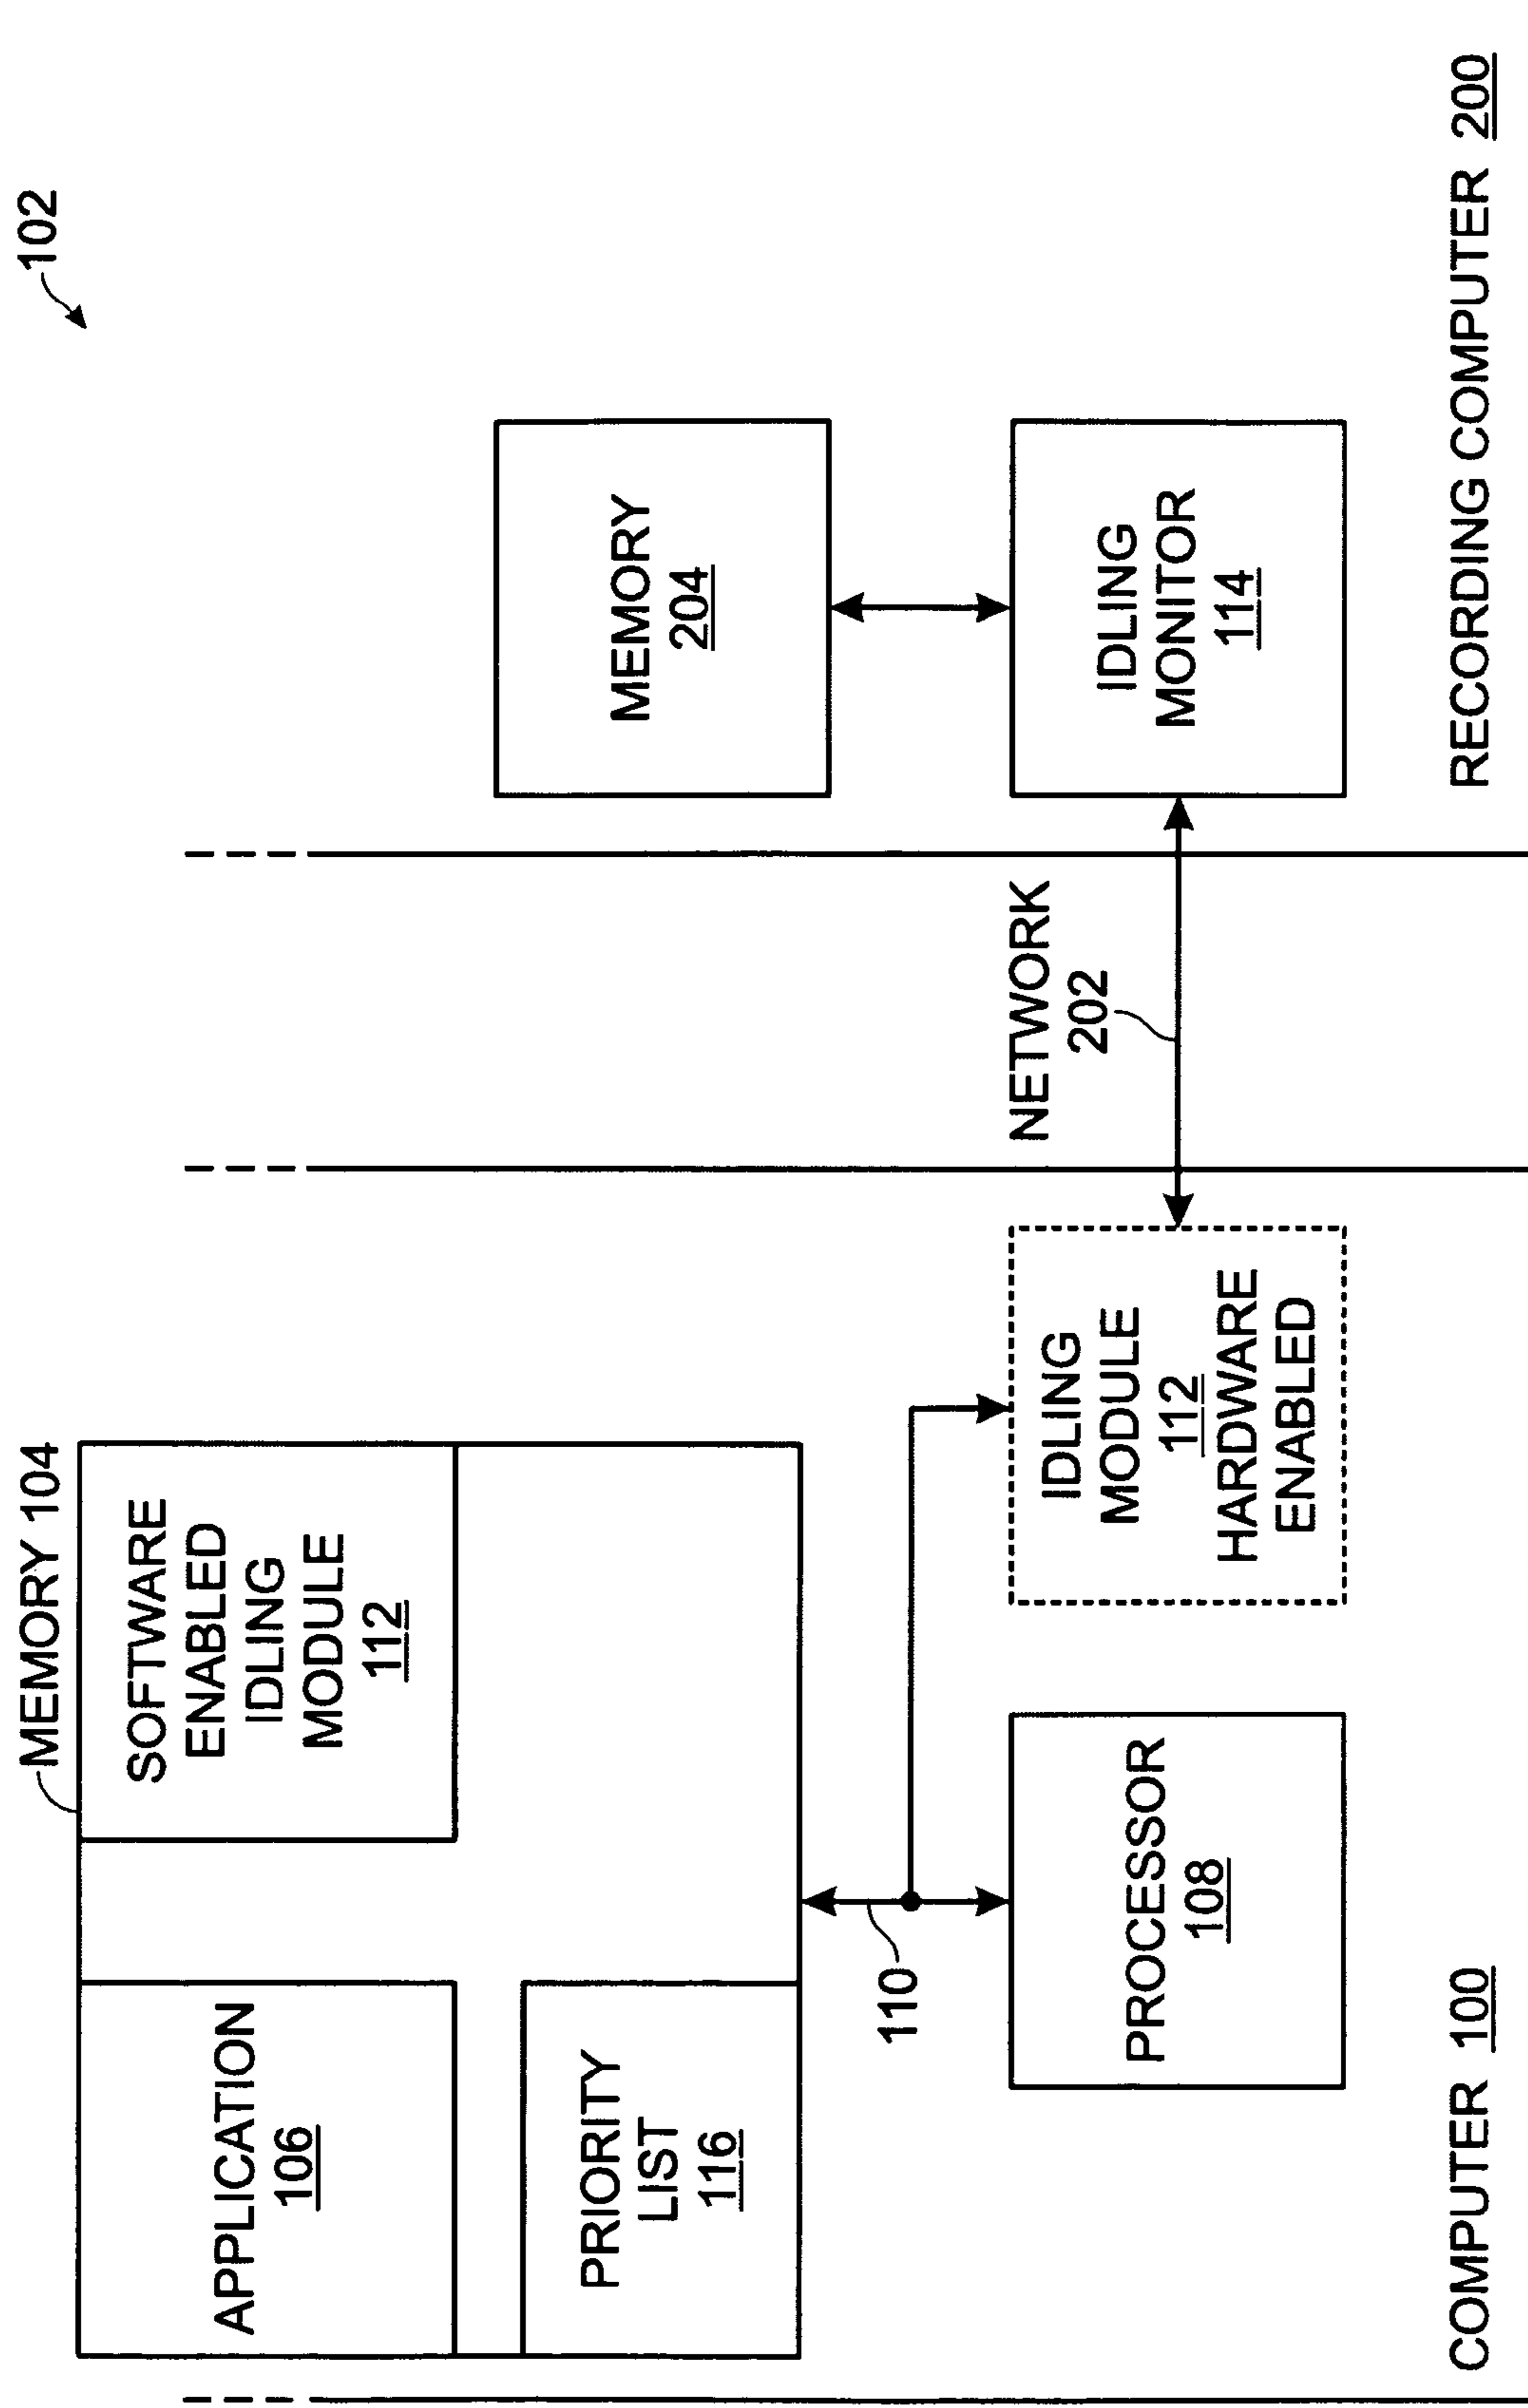 102
MEMORY 104
APPLICATION
106
SOFTWARE
ENABLED
IDLING
MODULE
112
PRIORITY
LIST
116
110
PROCESSOR
108
IDLING
MODULE
112
HARDWARE
ENABLED
NETWORK
202
MEMORY
204
IDLING
MONITOR
114
COMPUTER 100
RECORDING COMPUTER 200